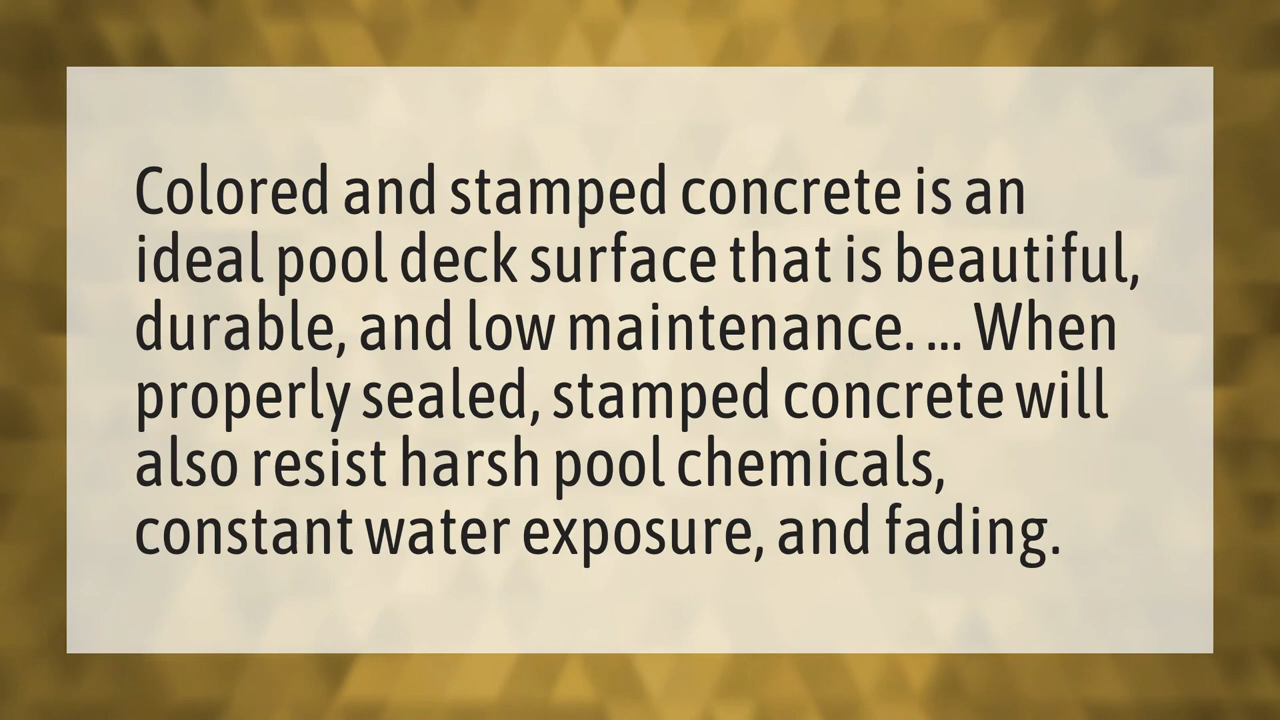 Colored and stamped concrete is an
ideal pool deck surface that is beautiful,
durable, and low maintenance. ... When
properly sealed, stamped concrete will
also resist harsh pool chemicals,
constant water exposure, and fading.